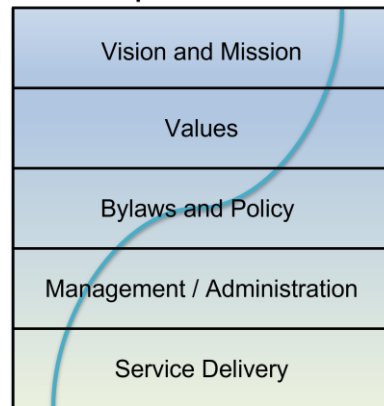 Vision and Mission
Values
Bylaws and Policy
Management / Administration
Service Delivery